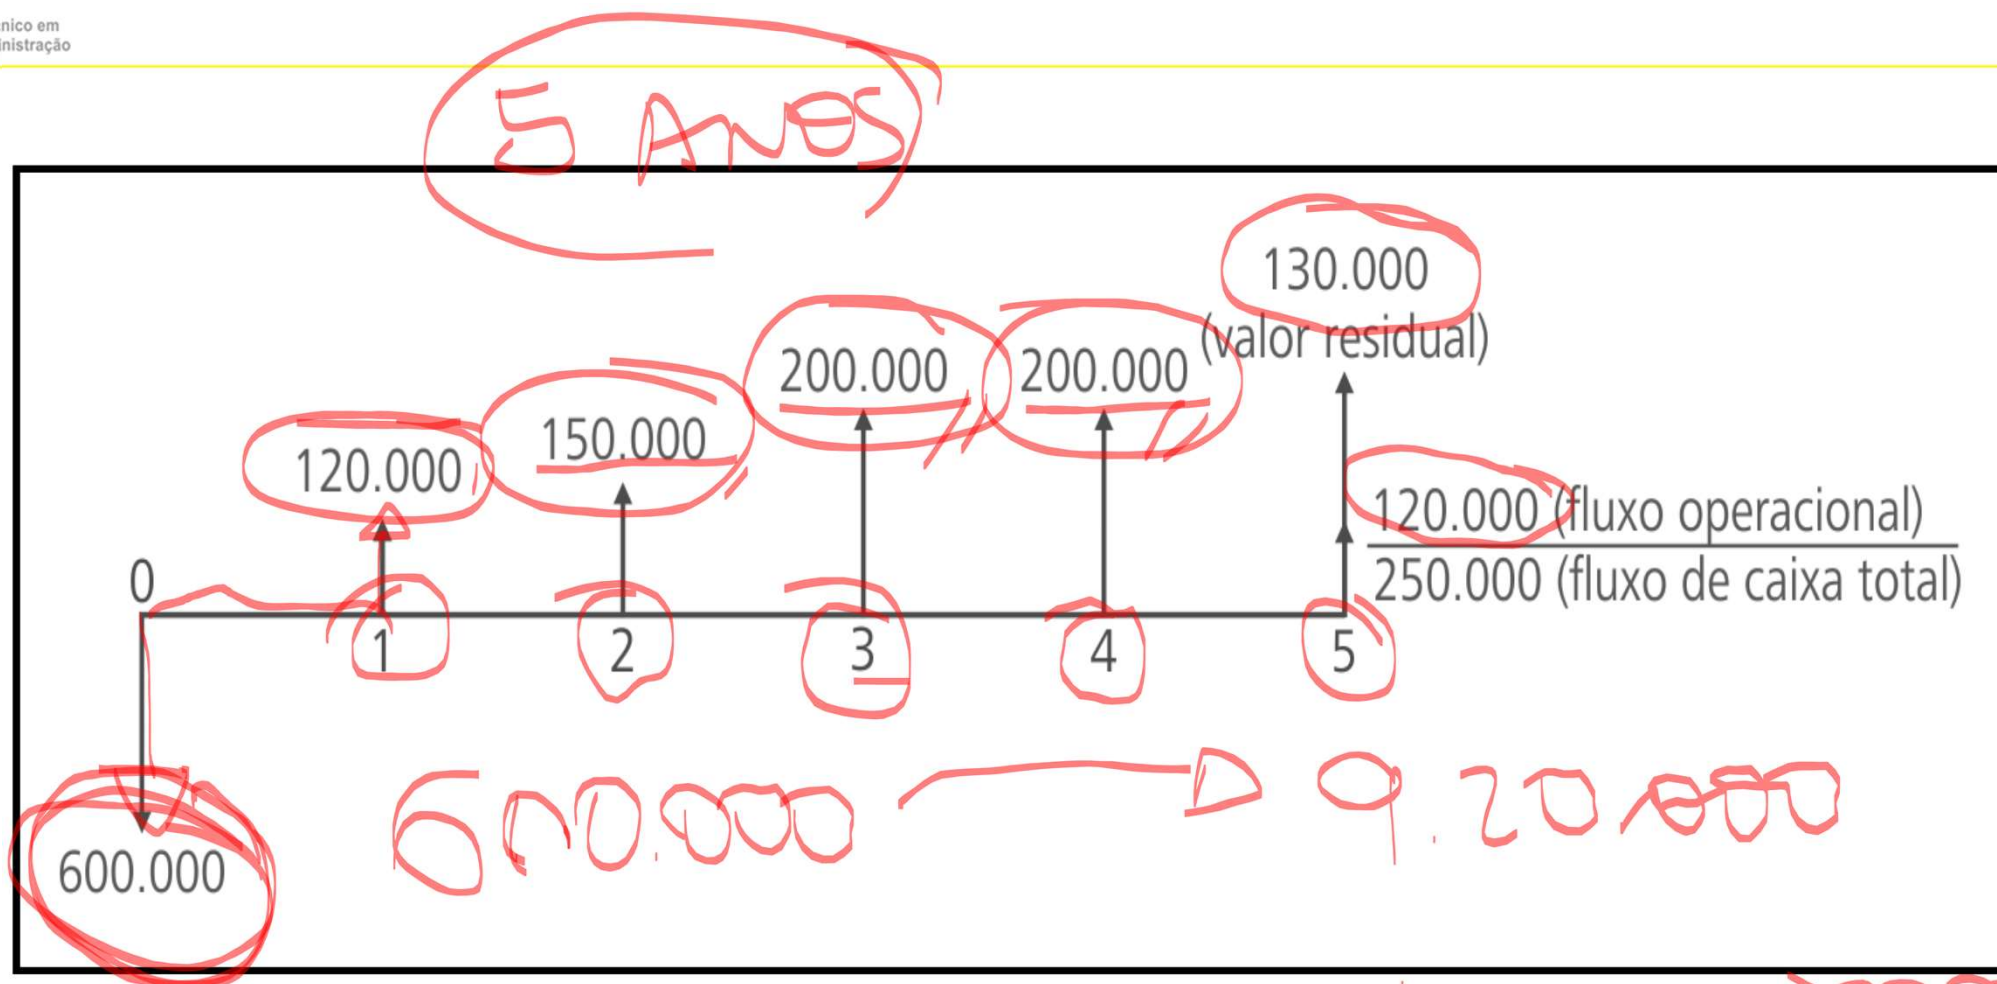 nico em
inistração
5 ANOS
130.000
(valor residual)
200.000
200.000
150.000
120.000
120.000 (fluxo operacional)
250.000 (fluxo de caixa total)
0
1
2
3
4
5
600.000
600.000
9.20.000